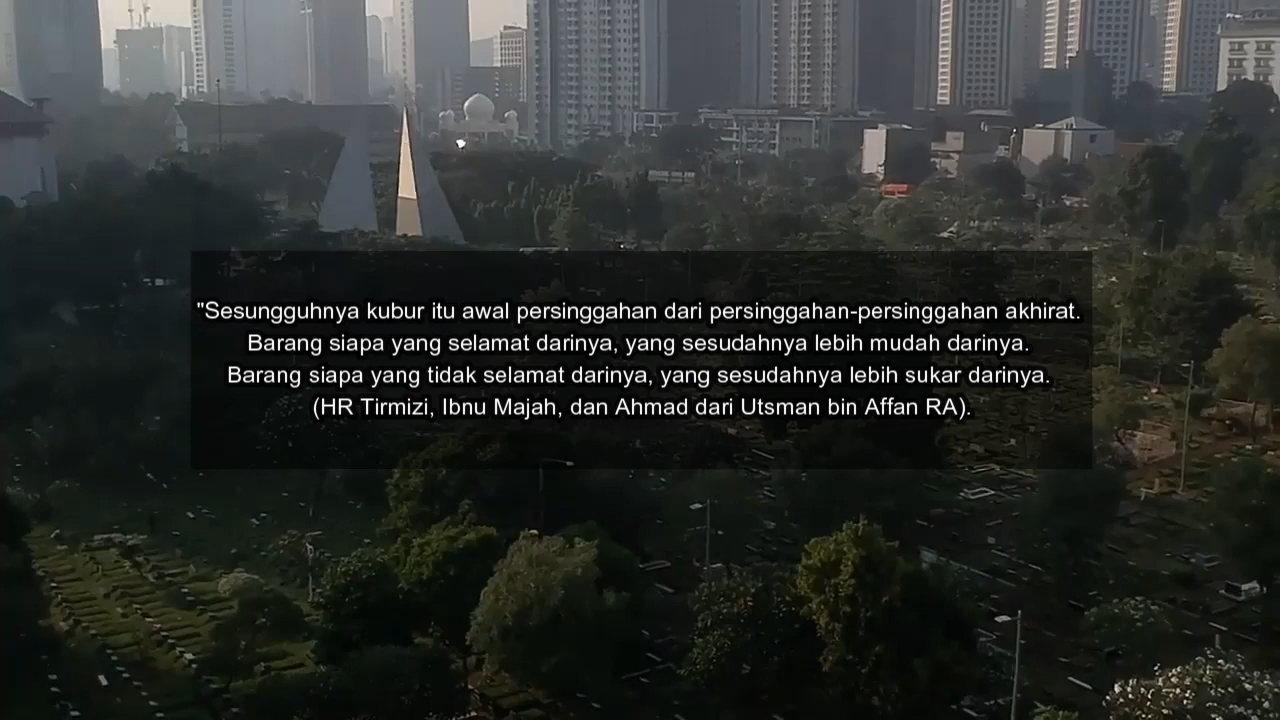 "Sesungguhnya kubur itu awal persinggahan dari persinggahan-persinggahan akhirat.
Barang siapa yang selamat darinya, yang sesudahnya lebih mudah darinya.
Barang siapa yang tidak selamat darinya, yang sesudahnya lebih sukar darinya.
(HR Tirmizi, Ibnu Majah, dan Ahmad dari Utsman bin Affan RA).